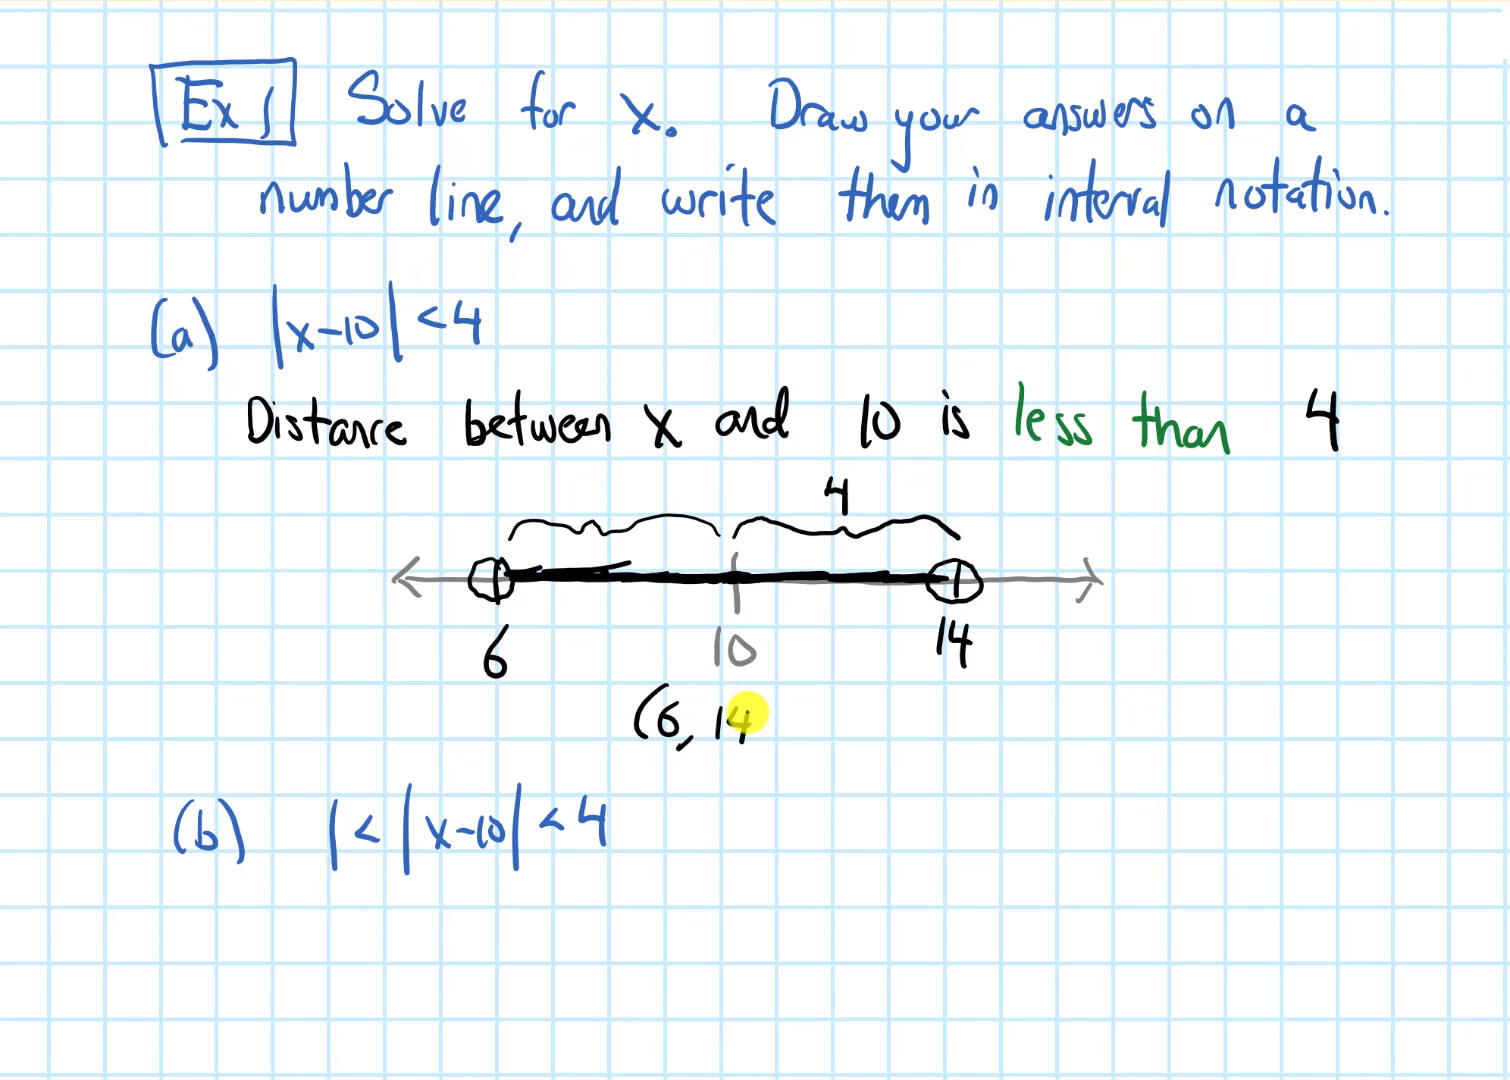 Ex 1 Solve for x. Draw your answers on a
number line, and write them in interval notation.
(a) |x-10| < 4
Distance between x and 10 is less than 4
4
6 10 14
(6, 14
(b) 1 < |x-10| < 4